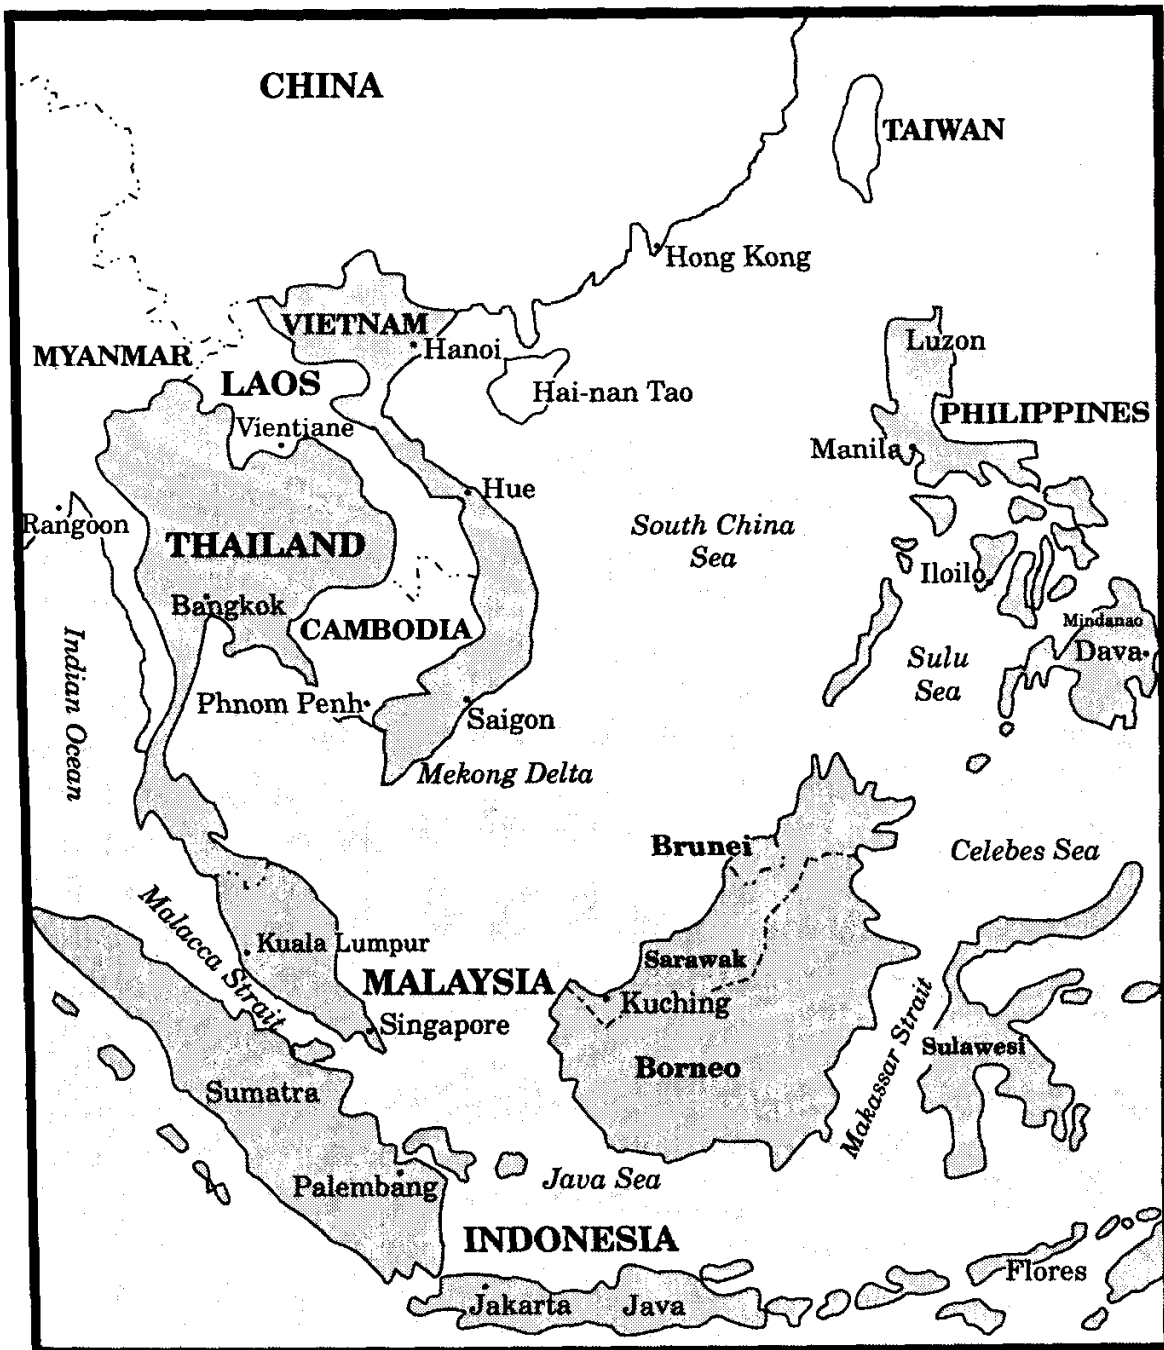 CHINA
TAIWAN
Hong Kong
VIETNAM
Hanoi
MYANMAR
LAOS
Hai-nan Tao
Luzon
PHILIPPINES
Vientiane
Manila
Hue
Rangoon
South China
Sea
THAILAND
Iloilo
Bangkok
CAMBODIA
Mindanao
Dava
Indian Ocean
Sulu
Sea
Phnom Penh
Saigon
Mekong Delta
Brunei
Celebes Sea
Malacca Strait
Kuala Lumpur
Sarawak
MALAYSIA
Kuching
Singapore
Makassar Strait
Sulawesi
Borneo
Sumatra
Java Sea
Palembang
INDONESIA
Flores
Jakarta
Java